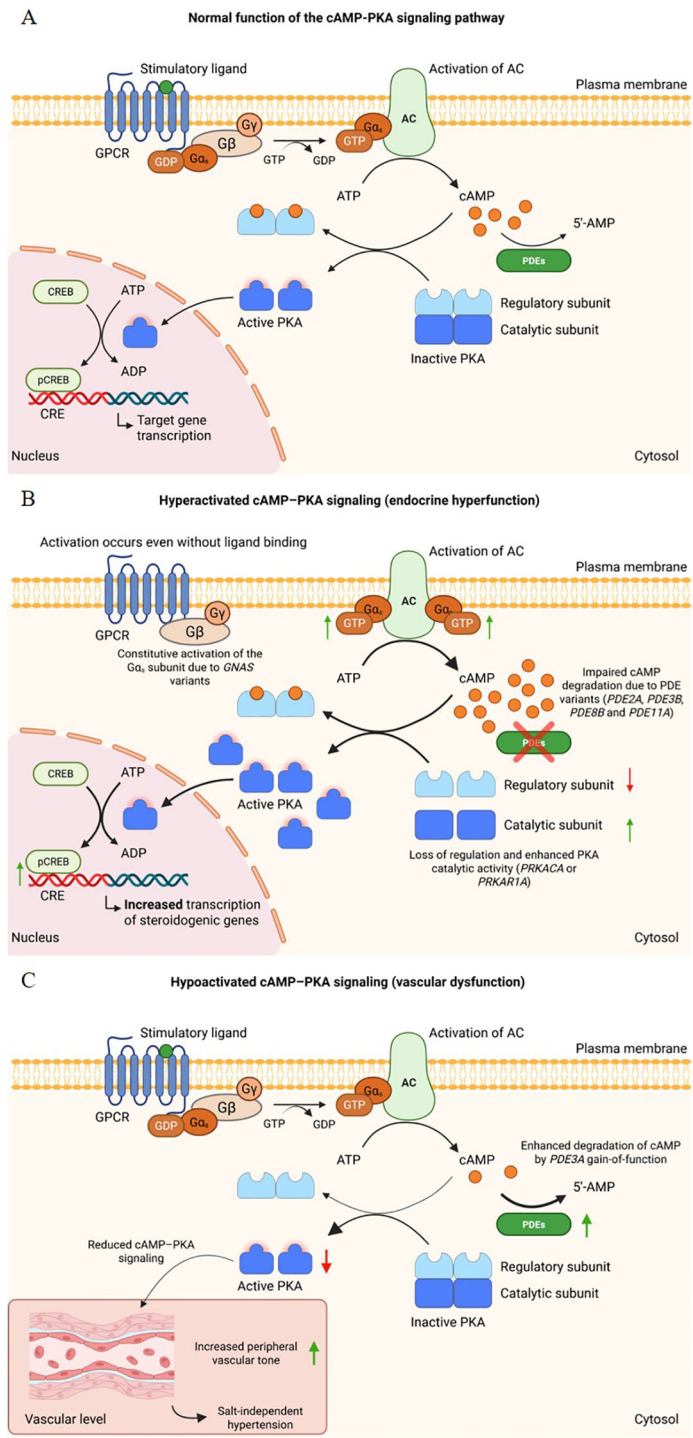 A
Normal function of the cAMP-PKA signaling pathway
Stimulatory ligand
Activation of AC
Plasma membrane
AC
GPCR
GDP
Gαs
Gβ
Gγ
GTP
GDP
GTP
Gαs
ATP
cAMP
5'-AMP
PDEs
CREB
ATP
Active PKA
Regulatory subunit
Catalytic subunit
Inactive PKA
pCREB
ADP
CRE
Target gene
transcription
Nucleus
Cytosol
B
Hyperactivated cAMP–PKA signaling (endocrine hyperfunction)
Activation occurs even without ligand binding
Activation of AC
Plasma membrane
AC
GPCR
Gβ
Gγ
Gαs
GTP
Gαs
GTP
Constitutive activation of the
Gαs subunit due to GNAS
variants
ATP
cAMP
Impaired cAMP
degradation due to PDE
variants (PDE2A, PDE3B,
PDE8B and PDE11A)
PDEs
CREB
ATP
Active PKA
Regulatory subunit
Catalytic subunit
Loss of regulation and enhanced PKA
catalytic activity (PRKACA or
PRKAR1A)
pCREB
ADP
CRE
Increased transcription
of steroidogenic genes
Nucleus
Cytosol
C
Hypoactivated cAMP–PKA signaling (vascular dysfunction)
Stimulatory ligand
Activation of AC
Plasma membrane
AC
GPCR
GDP
Gαs
Gβ
Gγ
GTP
GDP
GTP
Gαs
ATP
cAMP
Enhanced degradation of cAMP
by PDE3A gain-of-function
5'-AMP
PDEs
Reduced cAMP–PKA
signaling
Active PKA
Regulatory subunit
Catalytic subunit
Inactive PKA
Increased peripheral
vascular tone
Vascular level
Salt-independent
hypertension
Cytosol